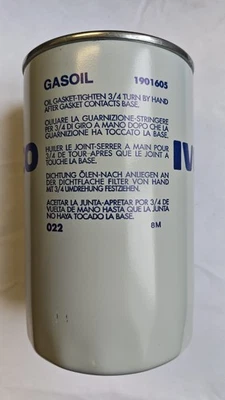 GASOIL 1901605
OIL GASKET-TIGHTEN 3/4 TURN BY HAND
AFTER GASKET CONTACTS BASE.
OLIARE LA GUARNIZIONE-STRINGERE
PER 3/4 DI GIRO A MANO DOPO CHE LA
GUARNIZIONE HA TOCCATO LA BASE.
HUILER LE JOINT-SERRER A MAIN POUR
3/4 DE TOUR-APRES QUE LE JOINT A
TOUCHE LA BASE.
DICHTUNG ÖLEN-NACH ANLIEGEN AN
DER DICHTFLÄCHE FILTER VON HAND
MIT 3/4 UMDREHUNG FESTZIEHEN.
ACEITAR LA JUNTA-APRETAR POR 3/4 DE
VUELTA DE MANO HASTA QUE LA JUNTA
NO HAYA TOCADO LA BASE.
022 8M
O
IV